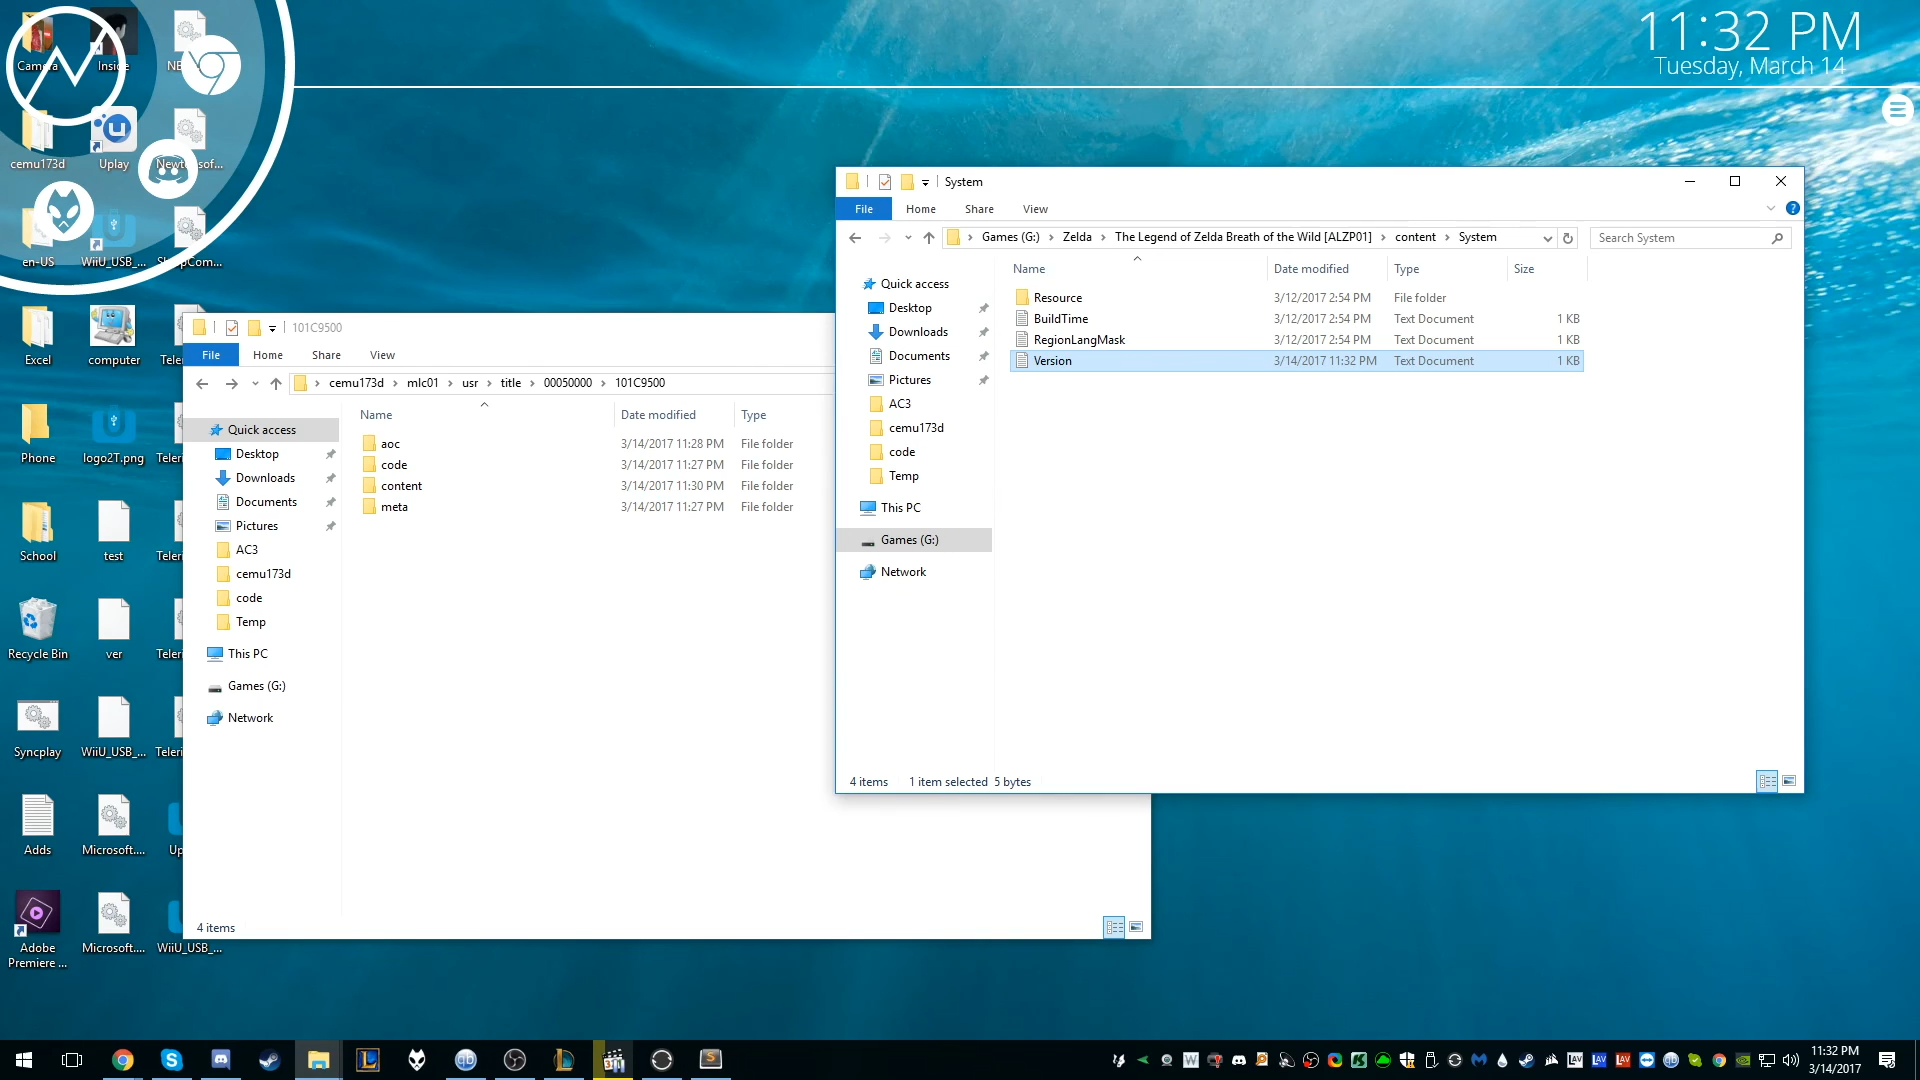 11:32 PM
Tuesday, March 14
Camera
Inside
cemu173d
Uplay
Newtonsof...
en-US
WiiU_USB_...
SharpCom...
Excel
computer
Phone
logo2T.png
School
test
Recycle Bin
ver
Syncplay
WiiU_USB_...
Adds
Microsoft....
Adobe
Premiere ...
Microsoft....
WiiU_USB_...
101C9500
File
Home
Share
View
cemu173d
mlc01
usr
title
00050000
101C9500
Name
Date modified
Type
aoc 3/14/2017 11:28 PM File folder
code 3/14/2017 11:27 PM File folder
content 3/14/2017 11:30 PM File folder
meta 3/14/2017 11:27 PM File folder
Quick access
Desktop
Downloads
Documents
Pictures
AC3
cemu173d
code
Temp
This PC
Games (G:)
Network
4 items
System
File
Home
Share
View
Games (G:)
Zelda
The Legend of Zelda Breath of the Wild [ALZP01]
content
System
Search System
Name
Date modified
Type
Size
Resource 3/12/2017 2:54 PM File folder
BuildTime 3/12/2017 2:54 PM Text Document 1 KB
RegionLangMask 3/12/2017 2:54 PM Text Document 1 KB
Version 3/14/2017 11:32 PM Text Document 1 KB
Quick access
Desktop
Downloads
Documents
Pictures
AC3
cemu173d
code
Temp
This PC
Games (G:)
Network
4 items
1 item selected 5 bytes
11:32 PM
3/14/2017